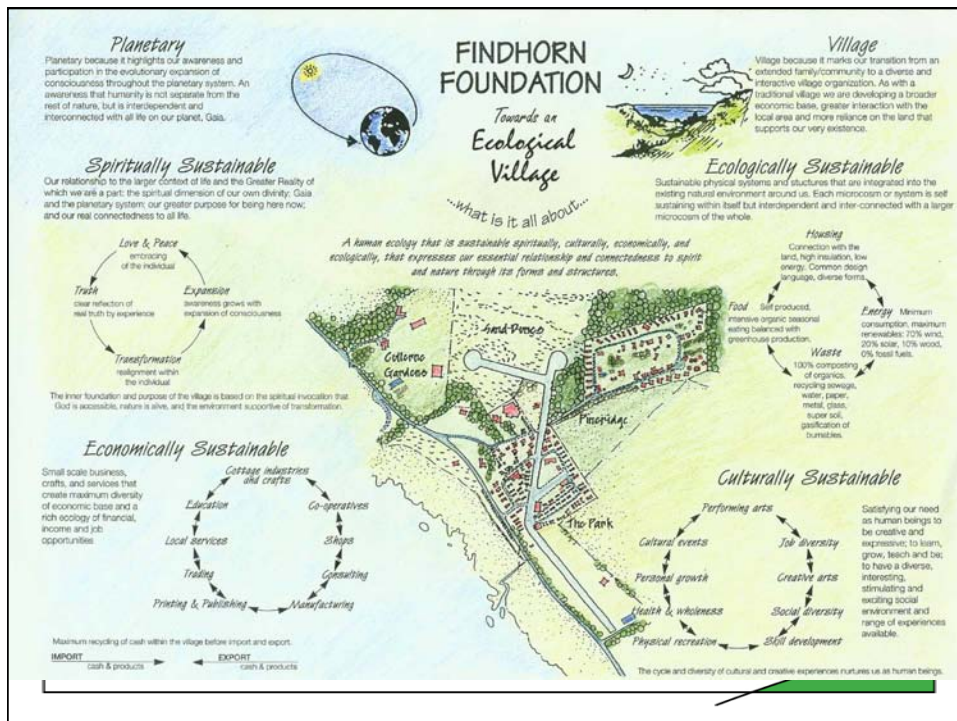 Planetary
Planetary because it highlights our awareness and
participation in the evolutionary expansion of
consciousness throughout the planetary system. An
awareness that humanity is not separate from the
rest of nature, but is interdependent and
interconnected with all life on our planet, Gaia.
FINDHORN
FOUNDATION
Towards an
Ecological
Village
...what is it all about...
Village
Village because it marks our transition from an
extended family/community to a diverse and
interactive village organization. As with a
traditional village we are developing a broader
economic base, greater interaction with the
local area and more reliance on the land that
supports our very existence.
Spiritually Sustainable
Our relationship to the larger context of life and the Greater Reality of
which we are a part: the spiritual dimension of our own divinity; Gaia
and the planetary system; our greater purpose for being here now;
and our real connectedness to all life.
Ecologically Sustainable
Sustainable physical systems and stuctures that are integrated into the
existing natural environment around us. Each microcosm or system is self
sustaining within itself but interdependent and inter-connected with a larger
microcosm of the whole.
A human ecology that is sustainable spiritually, culturally, economically, and
ecologically, that expresses our essential relationship and connectedness to spirit
and nature through its forms and structures.
Love & Peace
embracing
of the individual
Truth
clear reflection of
real truth by experience
Expansion
awareness grows with
expansion of consciousness
Transformation
realignment within
the individual
The inner foundation and purpose of the village is based on the spiritual invocation that
God is accessible, nature is alive, and the environment supportive of transformation.
Housing
Connection with the
land, high insulation, low
energy. Common design
language, diverse forms.
Food Self produced,
intensive organic seasonal
eating balanced with
greenhouse production.
Energy Minimum
consumption, maximum
renewables: 70% wind,
20% solar, 10% wood,
0% fossil fuels.
Waste
100% composting
of organics,
recycling sewage,
water, paper,
metal, glass,
super soil,
gasification of
burnables.
Sand Dunes
Cullerne
Gardens
Pineridge
The Park
Economically Sustainable
Small scale business,
crafts, and services that
create maximum diversity
of economic base and a
rich ecology of financial,
income and job
opportunities.
Cottage industries
and crafts
Education
Co-operatives
Local services
Shops
Trading
Consulting
Printing & Publishing
Manufacturing
Maximum recycling of cash within the village before import and export.
IMPORT
cash & products
EXPORT
cash & products
Culturally Sustainable
Performing arts
Cultural events
Job diversity
Personal growth
Creative arts
Health & wholeness
Social diversity
Physical recreation
Skill development
Satisfying our need
as human beings to
be creative and
expressive; to learn,
grow, teach and be;
to have a diverse,
interesting,
stimulating and
exciting social
environment and
range of experiences
available.
The cycle and diversity of cultural and creative experiences nurtures us as human beings.